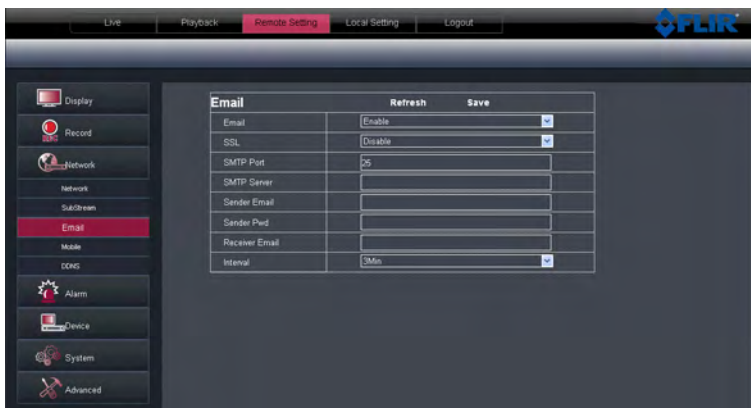 Live Playback Remote Setting Local Setting Logout FLIR
Display
Record
Network
Network
SubStream
Email
Mobile
DDNS
Alarm
Device
System
Advanced
Email Refresh Save
Email Enable
SSL Disable
SMTP Port 25
SMTP Server
Sender Email
Sender Pwd
Receiver Email
Interval 3Min